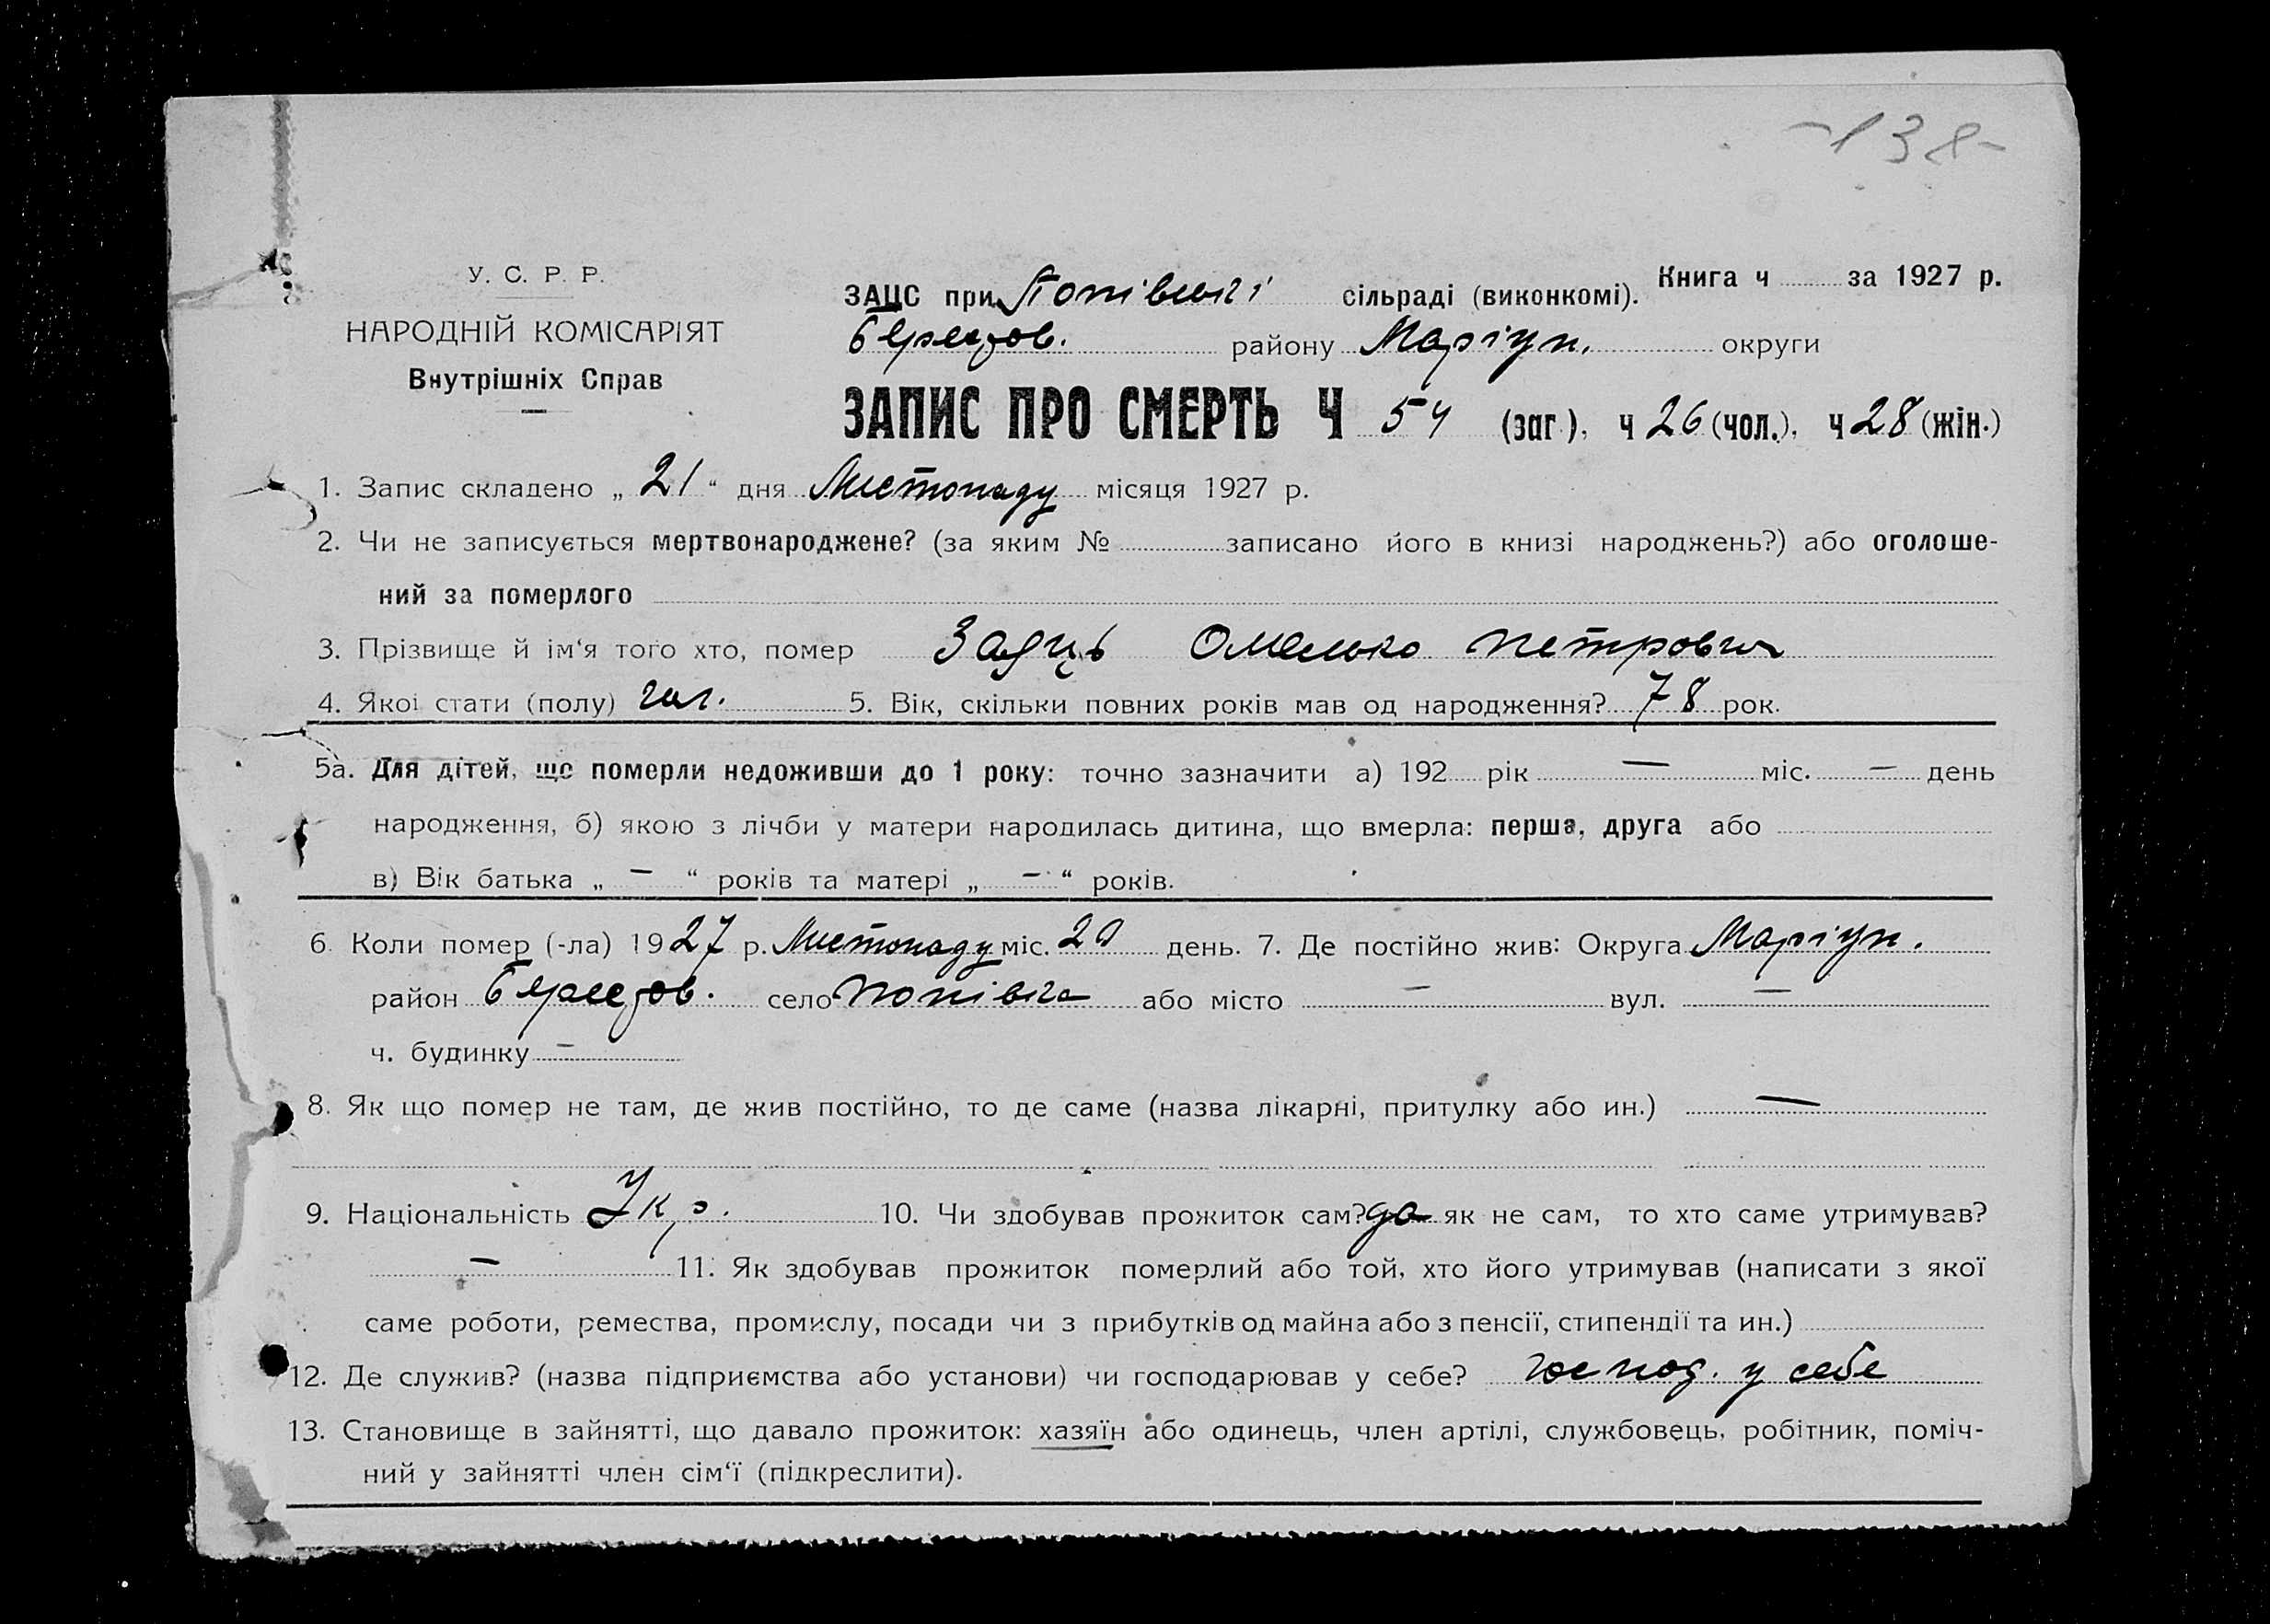 -138-
У. С. Р. Р.
НАРОДНІЙ КОМІСАРІЯТ
Внутрішніх Справ
ЗАЦС при Попівській сільраді (виконкомі). Книга ч за 1927 р.
Берестов. району Маріуп. округи
ЗАПИС ПРО СМЕРТЬ Ч 54 (заг.), ч 26 (чол.), ч 28 (жін.)
1. Запис складено „ 21 “ дня Листопаду місяця 1927 р.
2. Чи не записується мертвонароджене? (за яким № записано його в книзі народжень?) або оголоше-
ний за померлого
3. Прізвище й ім‘я того хто, помер Заяць Омелько Петрович
4. Якої стати (полу) чол. 5. Вік, скільки повних років мав од народження? 78 рок.
5а. Для дітей, що померли недоживши до 1 року: точно зазначити а) 192 рік — міс. — день
народження, б) якою з лічби у матери народилась дитина, що вмерла: перша, друга або
в) Вік батька „ — “ років та матері „ — “ років.
6. Коли помер (-ла) 1927 р. Листопаду міс. 20 день. 7. Де постійно жив: Округа Маріуп.
район Берестов. село Попівка або місто — вул. —
ч. будинку —
8. Як що помер не там, де жив постійно, то де саме (назва лікарні, притулку або ин.) —
9. Національність Укр. 10. Чи здобував прожиток сам? да як не сам, то хто саме утримував?
— 11. Як здобував прожиток померлий або той, хто його утримував (написати з якої
саме роботи, ремества, промислу, посади чи з прибутків од майна або з пенсії, стипендії та ин.)
12. Де служив? (назва підприємства або установи) чи господарював у себе? господ. у себе
13. Становище в зайнятті, що давало прожиток: хазяїн або одинець, член артілі, службовець, робітник, поміч-
ний у зайнятті член сім‘ї (підкреслити).